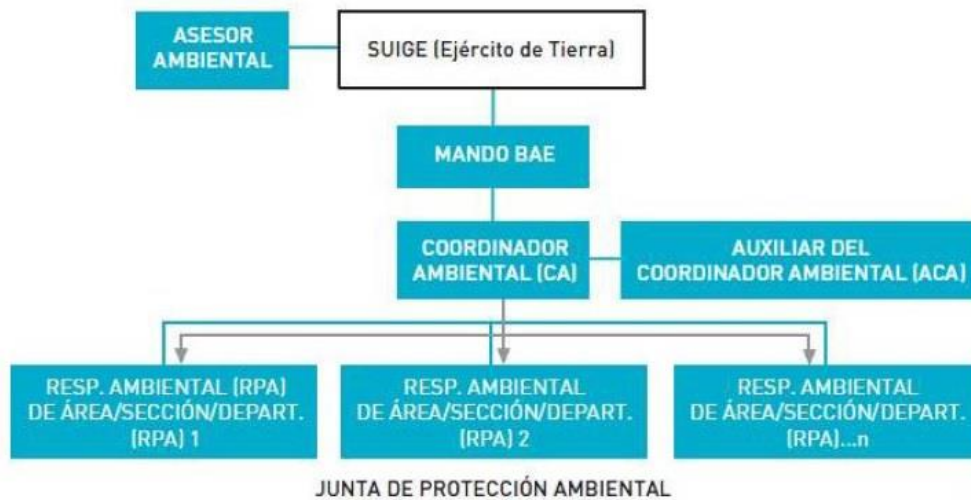 ASESOR
AMBIENTAL
SUIGE (Ejército de Tierra)
MANDO BAE
COORDINADOR
AMBIENTAL (CA)
AUXILIAR DEL
COORDINADOR AMBIENTAL (ACA)
RESP. AMBIENTAL (RPA)
DE ÁREA/SECCIÓN/DEPART.
(RPA) 1
RESP. AMBIENTAL
DE ÁREA/SECCIÓN/DEPART.
(RPA) 2
RESP. AMBIENTAL
DE ÁREA/SECCIÓN/DEPART.
(RPA)...n
JUNTA DE PROTECCIÓN AMBIENTAL